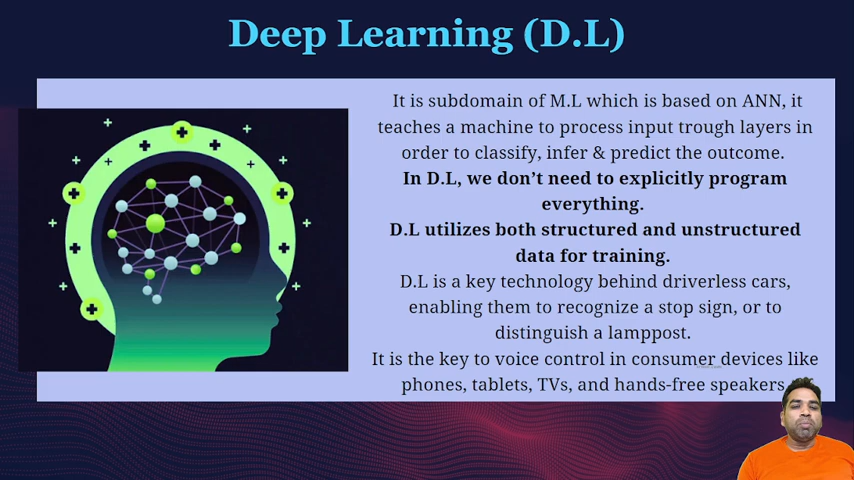 Deep Learning (D.L)
It is subdomain of M.L which is based on ANN, it
teaches a machine to process input trough layers in
order to classify, infer & predict the outcome.
In D.L, we don't need to explicitly program
everything.
D.L utilizes both structured and unstructured
data for training.
D.L is a key technology behind driverless cars,
enabling them to recognize a stop sign, or to
distinguish a lamppost.
It is the key to voice control in consumer devices like
phones, tablets, TVs, and hands-free speakers